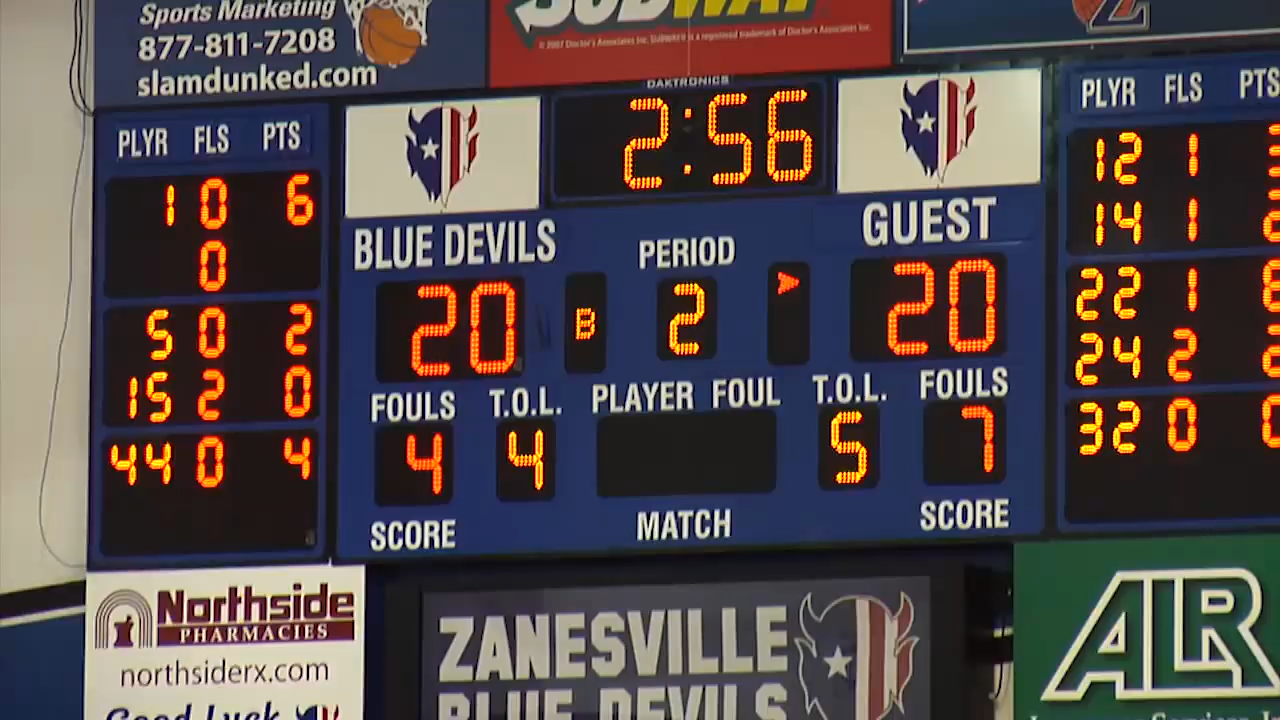 Sports Marketing
877-811-7208
slamdunked.com
SUBWAY
DAKTRONICS
2:56
PLYR FLS PTS
1 0 6
0
5 0 2
15 2 0
44 0 4
BLUE DEVILS
20
B
PERIOD
2
GUEST
20
FOULS T.O.L. PLAYER FOUL T.O.L. FOULS
4 4 5 7
SCORE MATCH SCORE
PLYR FLS PTS
12 1
14 1
22 1
24 2
32 0
Northside
PHARMACIES
northsiderx.com
Good Luck
ZANESVILLE
BLUE DEVILS
ALR